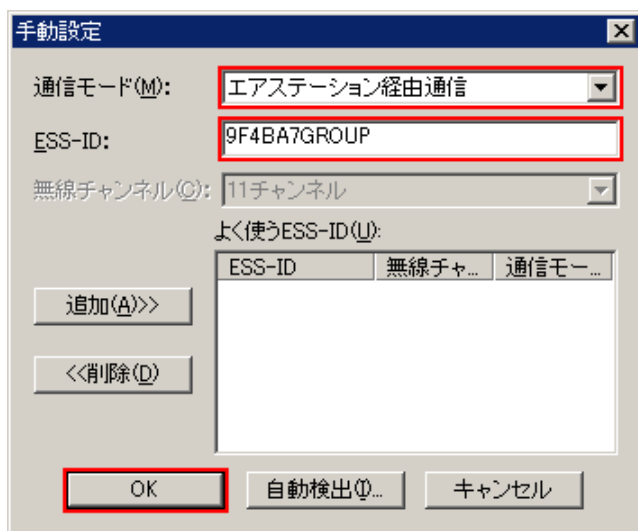 手動設定
通信モード(M): エアステーション経由通信
ESS-ID: 9F4BA7GROUP
無線チャンネル(C): 11チャンネル
よく使うESS-ID(U):
ESS-ID 無線チャ... 通信モー...
追加(A)>>
<<削除(D)
OK 自動検出(I)... キャンセル